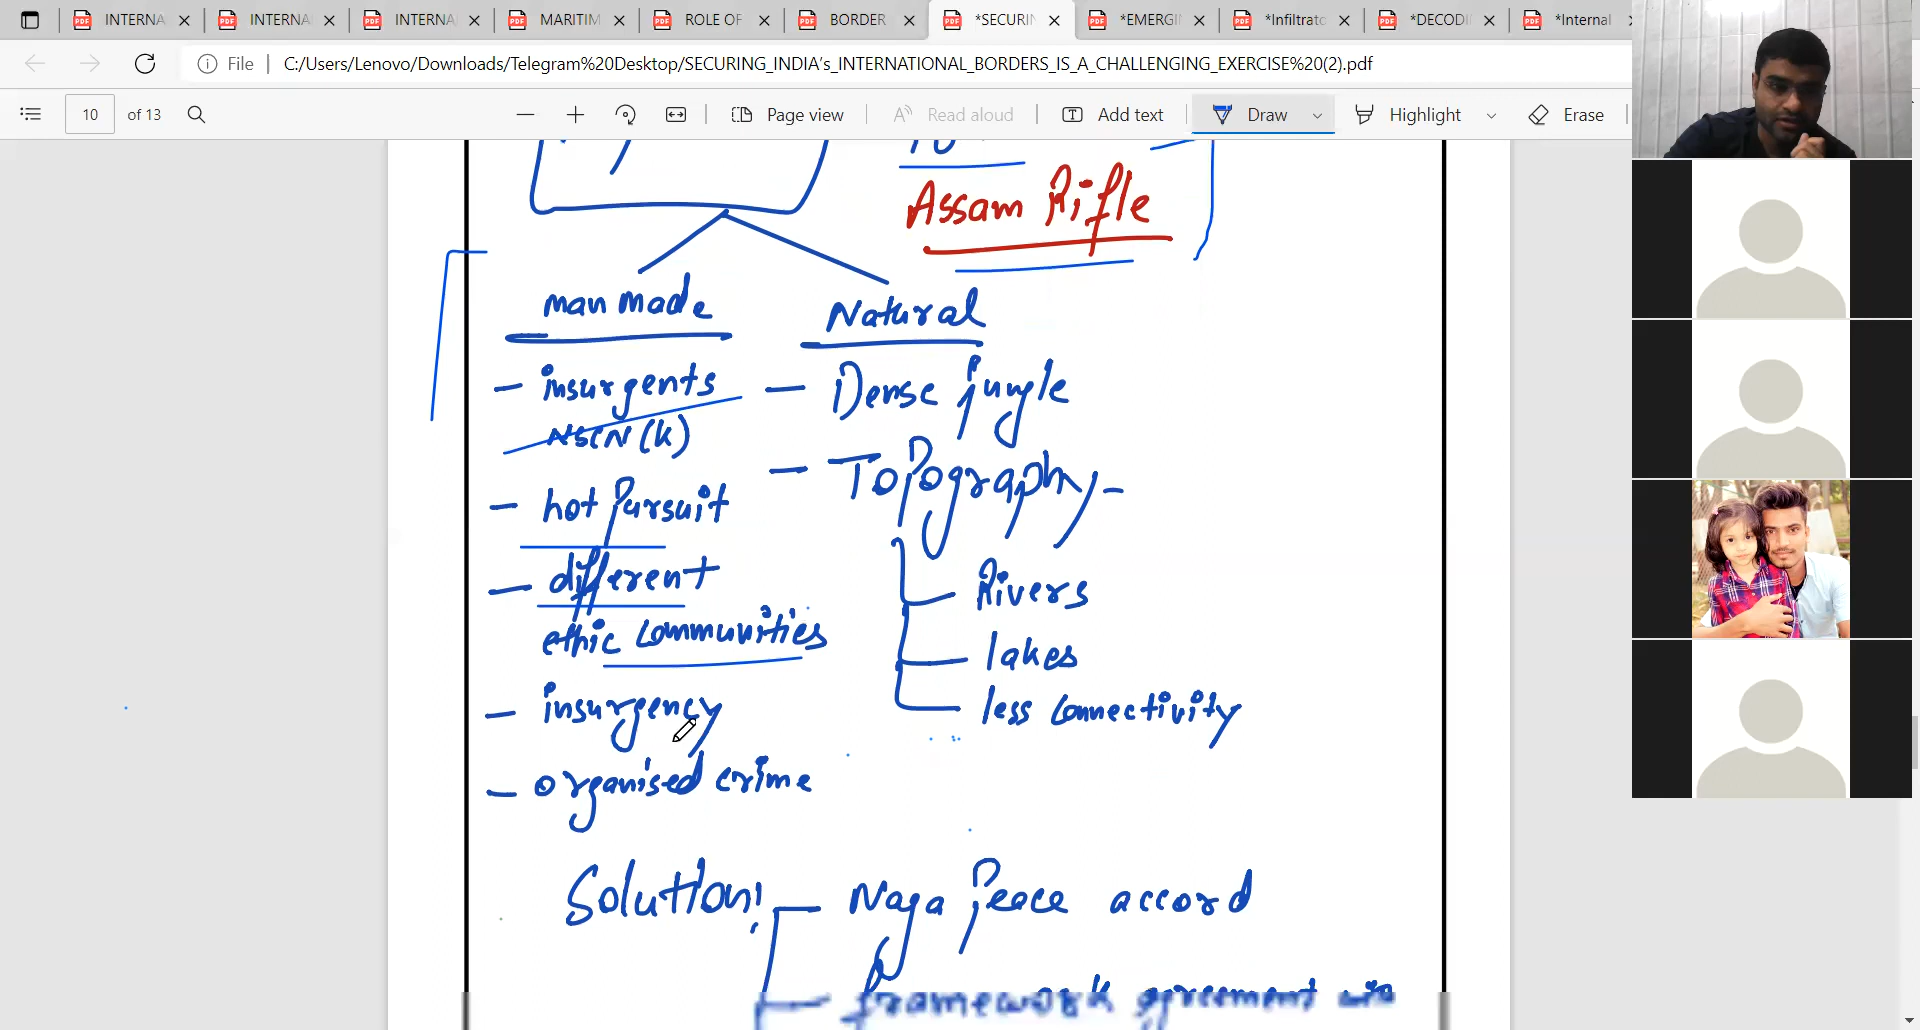 INTERNA
INTERNA
INTERNA
MARITIM
ROLE OF
BORDER
*SECURIN
*EMERGI
*Infiltrato
*DECODI
*Internal
File
C:/Users/Lenovo/Downloads/Telegram%20Desktop/SECURING_INDIA's_INTERNATIONAL_BORDERS_IS_A_CHALLENGING_EXERCISE%20(2).pdf
10 of 13
Page view
Read aloud
Add text
Draw
Highlight
Erase
Assam Rifle
man made
Natural
- insurgents
NSCN (K)
- hot Pursuit
- different
ethic communities
- insurgency
- organised crime
- Dense jungle
- Topography -
Rivers
lakes
less connectivity
Solution:
Naga Peace accord
framework agreement with